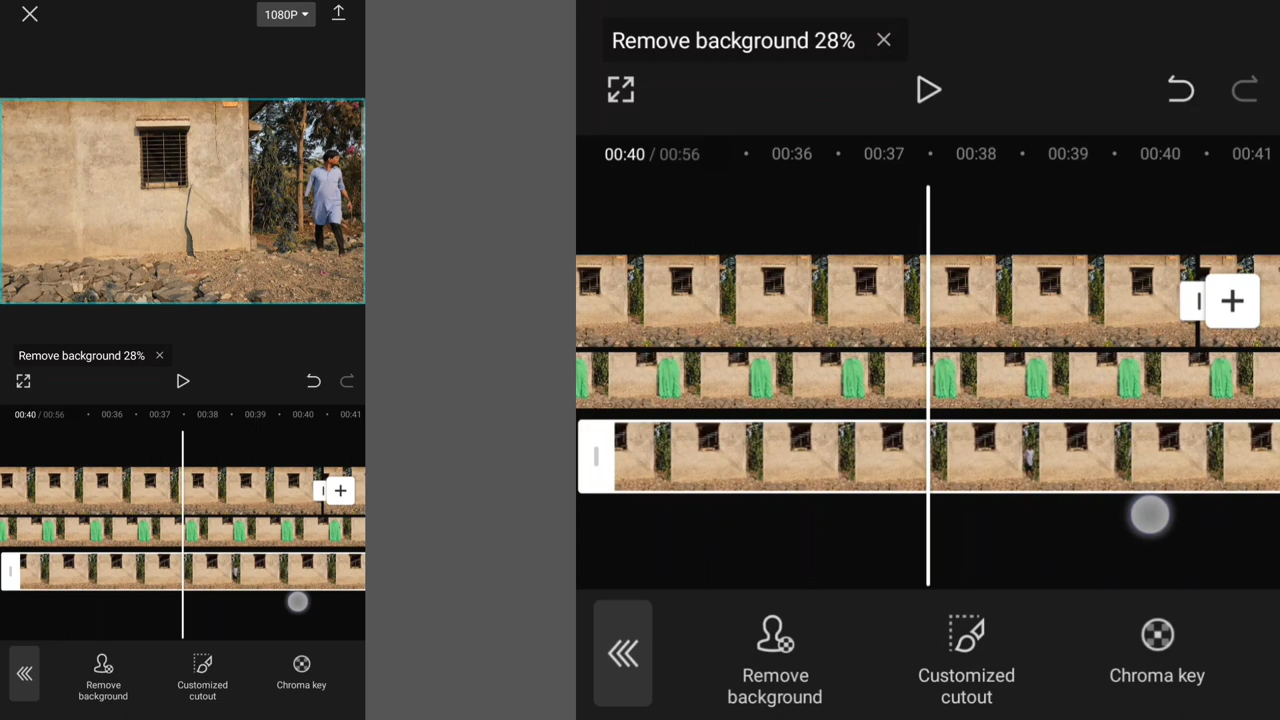 1080P
Remove background 28%
00:40 / 00:56
00:36
00:37
00:38
00:39
00:40
00:41
Remove
background
Customized
cutout
Chroma key
Remove background 28%
00:40 / 00:56
00:36
00:37
00:38
00:39
00:40
00:41
Remove
background
Customized
cutout
Chroma key